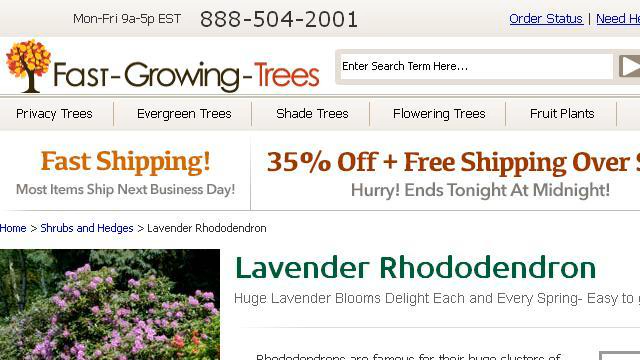 Mon-Fri 9a-5p EST 888-504-2001 Order Status | Need He
Fast-Growing-Trees
Enter Search Term Here...
Privacy Trees Evergreen Trees Shade Trees Flowering Trees Fruit Plants
Fast Shipping! 35% Off + Free Shipping Over
Most Items Ship Next Business Day! Hurry! Ends Tonight At Midnight!
Home > Shrubs and Hedges > Lavender Rhododendron
Lavender Rhododendron
Huge Lavender Blooms Delight Each and Every Spring- Easy to
Rhododendrons are famous for their huge clusters of